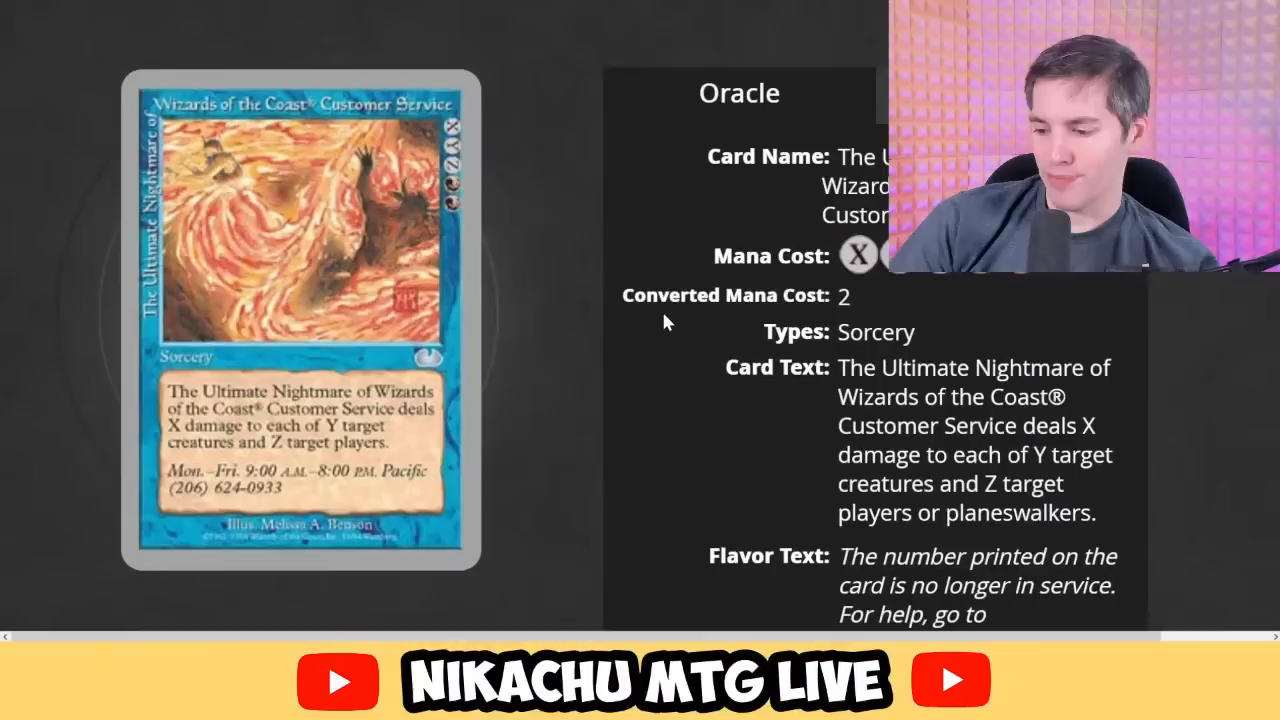 Wizards of the Coast® Customer Service
The Ultimate Nightmare of
X
Y
Z
Sorcery
The Ultimate Nightmare of Wizards
of the Coast® Customer Service deals
X damage to each of Y target
creatures and Z target players.
Mon.–Fri. 9:00 A.M.–8:00 P.M. Pacific
(206) 624-0933
Illus. Melissa A. Benson
Oracle
Card Name: The
Wizard
Custo
Mana Cost: X
Converted Mana Cost: 2
Types: Sorcery
Card Text: The Ultimate Nightmare of
Wizards of the Coast®
Customer Service deals X
damage to each of Y target
creatures and Z target
players or planeswalkers.
Flavor Text: The number printed on the
card is no longer in service.
For help, go to
NIKACHU MTG LIVE